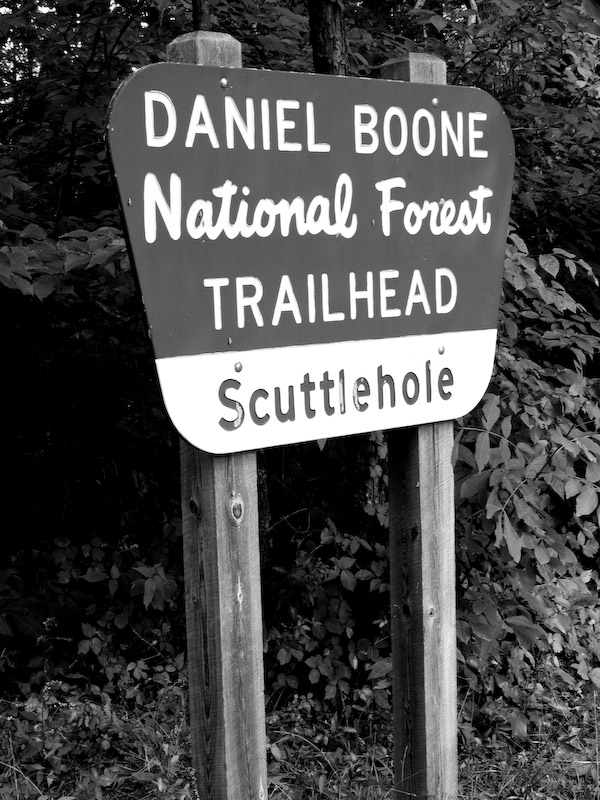 DANIEL BOONE
National Forest
TRAILHEAD
Scuttlehole